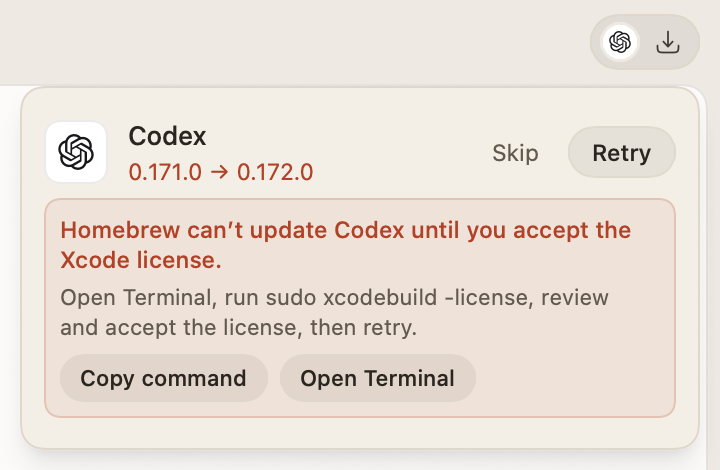 Codex
0.171.0 → 0.172.0
Skip
Retry
Homebrew can’t update Codex until you accept the
Xcode license.
Open Terminal, run sudo xcodebuild -license, review
and accept the license, then retry.
Copy command
Open Terminal